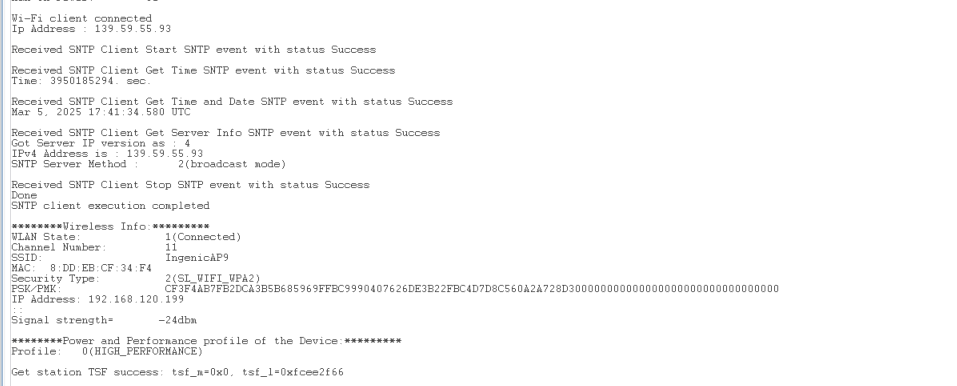 Wi-Fi client connected
Ip Address : 139.59.55.93
Received SNTP Client Start SNTP event with status Success
Received SNTP Client Get Time SNTP event with status Success
Time: 3950185294. sec.
Received SNTP Client Get Time and Date SNTP event with status Success
Mar 5, 2025 17:41:34.580 UTC
Received SNTP Client Get Server Info SNTP event with status Success
Got Server IP version as : 4
IPv4 Address is : 139.59.55.93
SNTP Server Method : 2(broadcast mode)
Received SNTP Client Stop SNTP event with status Success
Done
SNTP client execution completed
********Wireless Info:*********
WLAN State: 1(Connected)
Channel Number: 11
SSID: IngenicAP9
MAC: 8:DD:EB:CF:34:F4
Security Type: 2(SL_WIFI_WPA2)
PSK/PMK: CF3F4AB7FB2DCA3B5B685969FFBC9990407626DE3B22FBC4D7D8C560A2A728D30000000000000000000000000000000000
IP Address: 192.168.120.199
::
Signal strength= -24dbm
********Power and Performance profile of the Device:*********
Profile: 0(HIGH_PERFORMANCE)
Get station TSF success: tsf_m=0x0, tsf_l=0xfcee2f66